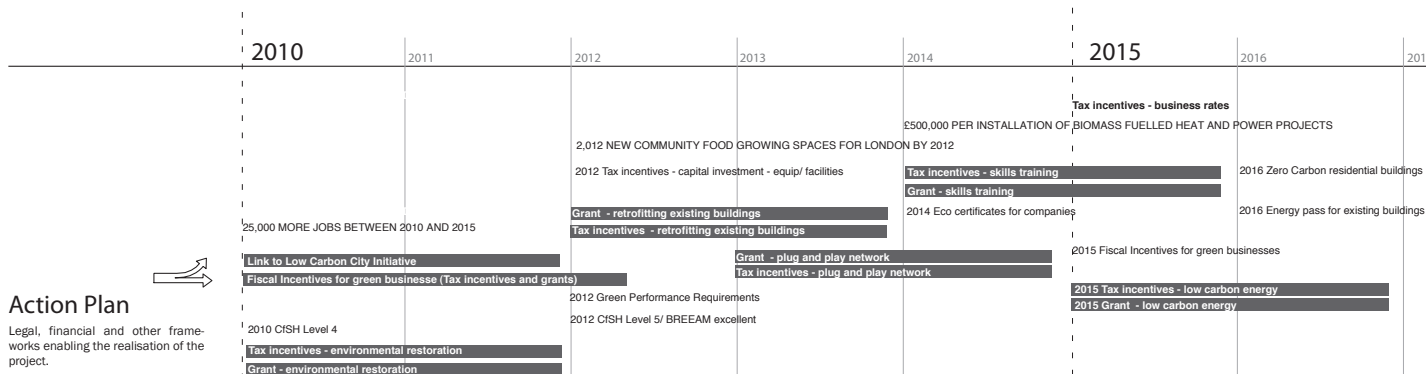 2010
2011
2012
2013
2014
2015
2016
201
Tax incentives - business rates
£500,000 PER INSTALLATION OF BIOMASS FUELLED HEAT AND POWER PROJECTS
2,012 NEW COMMUNITY FOOD GROWING SPACES FOR LONDON BY 2012
2012 Tax incentives - capital investment - equip/ facilities
Tax incentives - skills training
2016 Zero Carbon residential buildings
Grant - skills training
Grant  - retrofitting existing buildings
2014 Eco certificates for companies
2016 Energy pass for existing buildings
25,000 MORE JOBS BETWEEN 2010 AND 2015
Tax incentives  - retrofitting existing buildings
2015 Fiscal Incentives for green businesses
Link to Low Carbon City Initiative
Grant  - plug and play network
Fiscal Incentives for green businesse (Tax incentives and grants)
Tax incentives - plug and play network
2012 Green Performance Requirements
2015 Tax incentives - low carbon energy
2015 Grant  - low carbon energy
Action Plan
Legal, financial and other frame-
works enabling the realisation of the
project.
2012 CfSH Level 5/ BREEAM excellent
2010 CfSH Level 4
Tax incentives - environmental restoration
Grant - environmental restoration